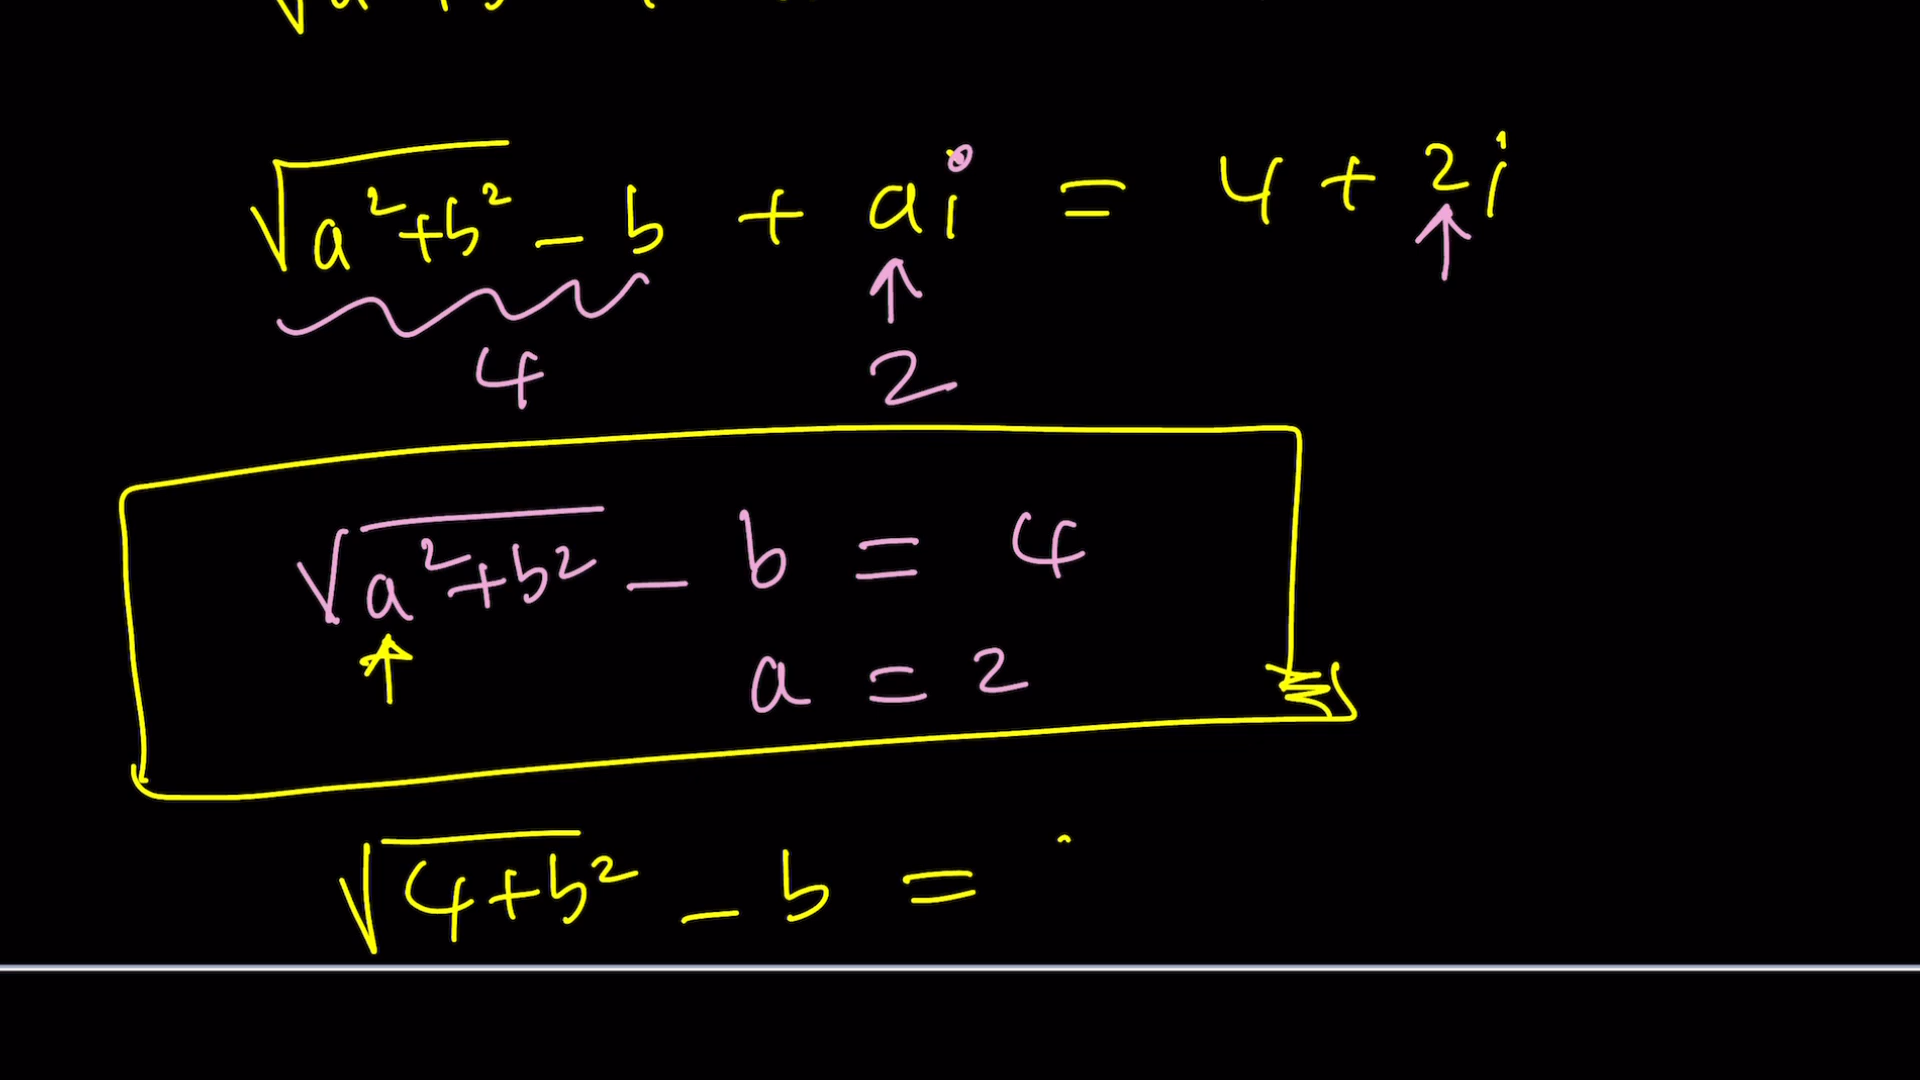 √(a²+b²) - b + ai = 4 + 2i
4 2
√(a²+b²) - b = 4
a = 2
√(4+b²) - b =